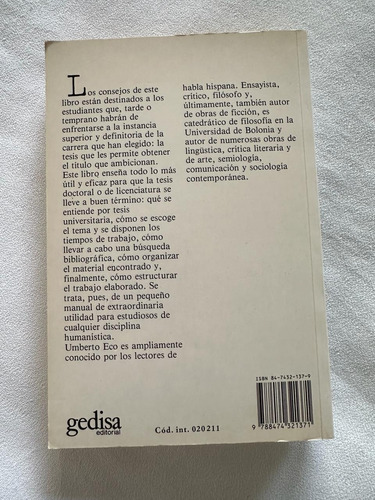 Los consejos de este
libro están destinados a los
estudiantes que, tarde o
temprano habrán de
enfrentarse a la instancia
superior y definitoria de la
carrera que han elegido: la
tesis que les permite obtener
el título que ambicionan.
Este libro enseña todo lo más
útil y eficaz para que la tesis
doctoral o de licenciatura se
lleve a buen término: qué se
entiende por tesis
universitaria, cómo se escoge
el tema y se disponen los
tiempos de trabajo, cómo
llevar a cabo una búsqueda
bibliográfica, cómo organizar
el material encontrado y,
finalmente, cómo estructurar
el trabajo elaborado. Se
trata, pues, de un pequeño
manual de extraordinaria
utilidad para estudiosos de
cualquier disciplina
humanística.
Umberto Eco es ampliamente
conocido por los lectores de
habla hispana. Ensayista,
crítico, filósofo y,
últimamente, también autor
de obras de ficción, es
catedrático de filosofía en la
Universidad de Bolonia y
autor de numerosas obras de
lingüística, crítica literaria y
de arte, semiología,
comunicación y sociología
contemporánea.
gedisa
editorial
Cód. int. 020211
ISBN 84-7432-137-9
9 788474 321371